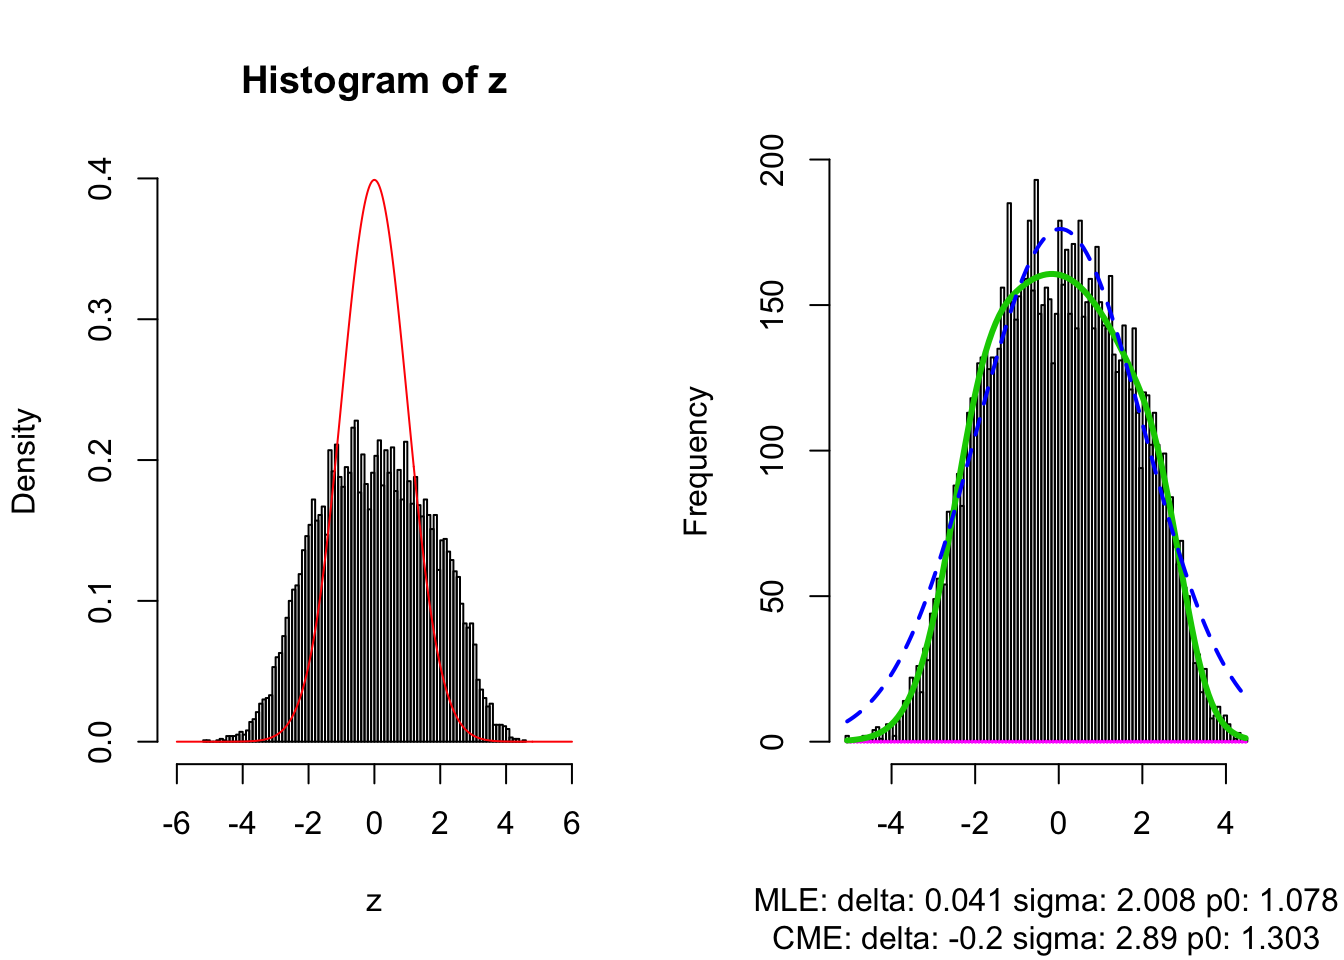 Histogram of z
Density
0.0 0.1 0.2 0.3 0.4
-6 -4 -2 0 2 4 6
z
Frequency
0 50 100 150 200
-4 -2 0 2 4
MLE: delta: 0.041 sigma: 2.008 p0: 1.078
CME: delta: -0.2 sigma: 2.89 p0: 1.303